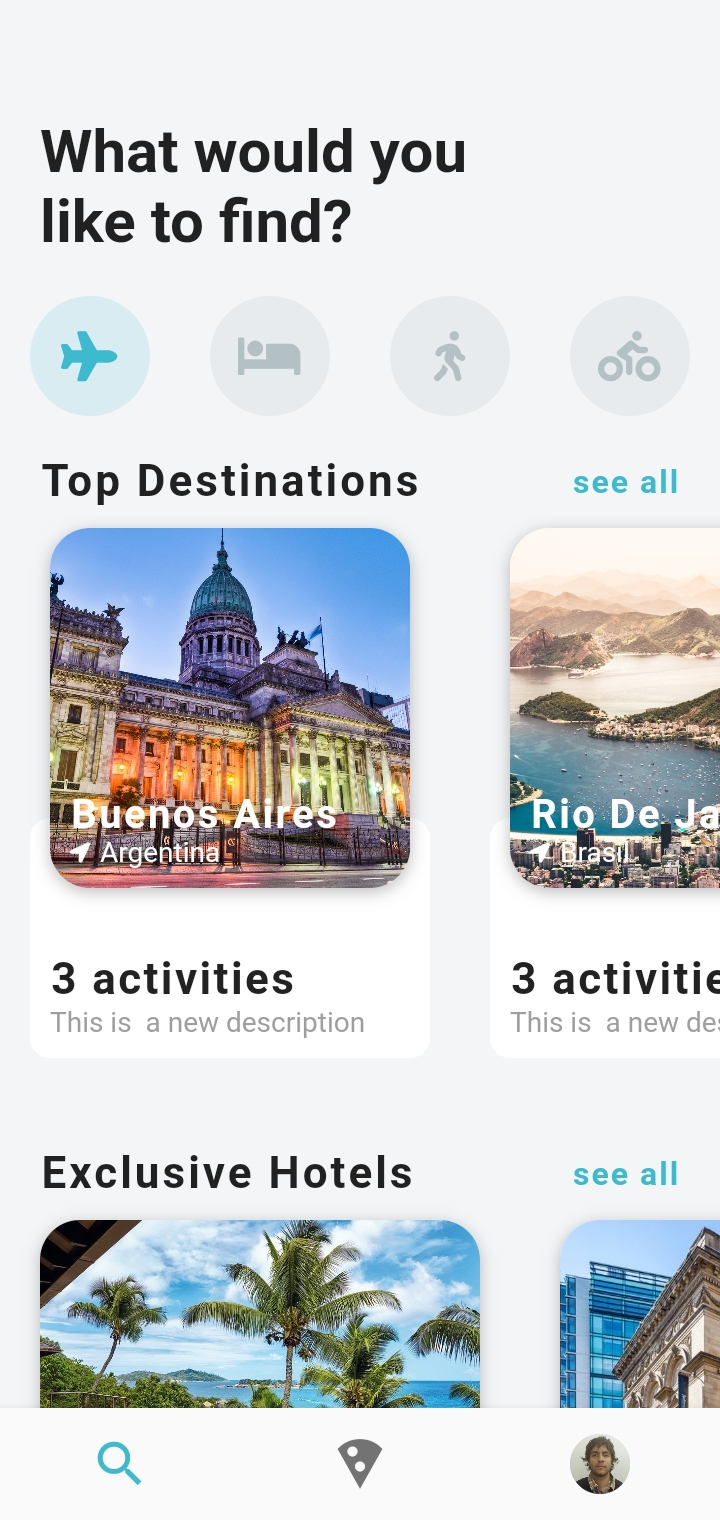 What would you
like to find?
Top Destinations
see all
Buenos Aires
Argentina
Rio De Ja
Brasil
3 activities
This is  a new description
3 activitie
This is  a new des
Exclusive Hotels
see all